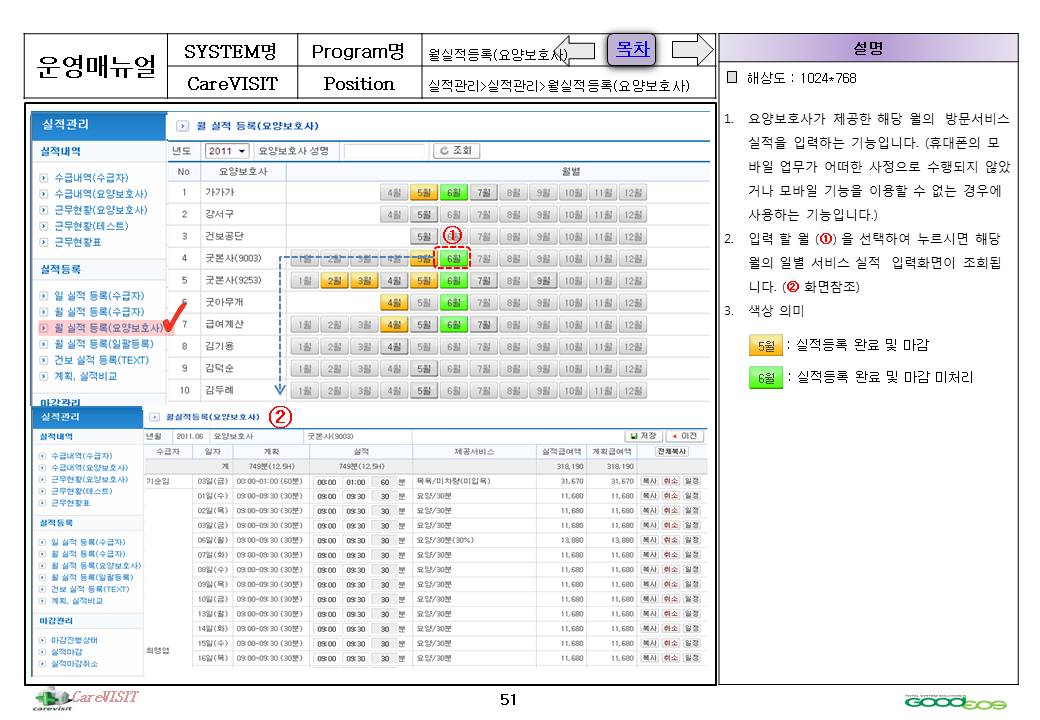 운영매뉴얼
SYSTEM명 Program명 월실적등록(요양보호사) 목차
CareVISIT Position 실적관리>실적관리>월실적등록(요양보호사)
실적관리
실적내역
수급내역(수급자)
수급내역(요양보호사)
근무현황(요양보호사)
근무현황(테스트)
근무현황표
실적등록
일 실적 등록(수급자)
월 실적 등록(수급자)
월 실적 등록(요양보호사)
월 실적 등록(일괄등록)
건보 실적 등록(TEXT)
계획, 실적비교
마감관리
월 실적 등록(요양보호사)
년도 2011 요양보호사 성명 조회
No 요양보호사 월별
1 가가가 4월 5월 6월 7월 8월 9월 10월 11월 12월
2 강서구 4월 5월 6월 7월 8월 9월 10월 11월 12월
3 건보공단 5월 ① 7월 8월 9월 10월 11월 12월
4 굿본사(9003) 1월 2월 3월 4월 5월 6월 7월 8월 9월 10월 11월 12월
5 굿본사(9253) 1월 2월 3월 4월 5월 6월 7월 8월 9월 10월 11월 12월
6 굿아무개 4월 5월 6월 7월 8월 9월 10월 11월 12월
7 급여계산 1월 2월 3월 4월 5월 6월 7월 8월 9월 10월 11월 12월
8 김기용 1월 2월 3월 4월 5월 6월 7월 8월 9월 10월 11월 12월
9 김덕순 1월 2월 3월 4월 5월 6월 7월 8월 9월 10월 11월 12월
10 김두례 1월 2월 3월 4월 5월 6월 7월 8월 9월 10월 11월 12월
실적관리
실적내역
수급내역(수급자)
수급내역(요양보호사)
근무현황(요양보호사)
근무현황(테스트)
근무현황표
실적등록
일 실적 등록(수급자)
월 실적 등록(수급자)
월 실적 등록(요양보호사)
월 실적 등록(일괄등록)
건보 실적 등록(TEXT)
계획, 실적비교
마감관리
마감진행상태
실적마감
실적마감취소
월실적등록(요양보호사) ②
년월 2011.06 요양보호사 굿본사(9003) 저장 이전
수급자 일자 계획 실적 제공서비스 실적급여액 계획급여액 전체복사
계 749분(12.5H) 749분(12.5H) 318,190 318,190
기순임 03일(금) 00:00-01:00 (60분) 00:00 01:00 60 분 목욕/미차량(미입욕) 31,670 31,670 복사 취소 일정
01일(수) 09:00-09:30 (30분) 09:00 09:30 30 분 요양/30분 11,680 11,680 복사 취소 일정
02일(목) 09:00-09:30 (30분) 09:00 09:30 30 분 요양/30분 11,680 11,680 복사 취소 일정
03일(금) 09:00-09:30 (30분) 09:00 09:30 30 분 요양/30분 11,680 11,680 복사 취소 일정
06일(월) 09:00-09:30 (30분) 09:00 09:30 30 분 요양/30분(30%) 13,880 13,880 복사 취소 일정
07일(화) 09:00-09:30 (30분) 09:00 09:30 30 분 요양/30분 11,680 11,680 복사 취소 일정
08일(수) 09:00-09:30 (30분) 09:00 09:30 30 분 요양/30분 11,680 11,680 복사 취소 일정
09일(목) 09:00-09:30 (30분) 09:00 09:30 30 분 요양/30분 11,680 11,680 복사 취소 일정
10일(금) 09:00-09:30 (30분) 09:00 09:30 30 분 요양/30분 11,680 11,680 복사 취소 일정
13일(월) 09:00-09:30 (30분) 09:00 09:30 30 분 요양/30분 11,680 11,680 복사 취소 일정
14일(화) 09:00-09:30 (30분) 09:00 09:30 30 분 요양/30분 11,680 11,680 복사 취소 일정
15일(수) 09:00-09:30 (30분) 09:00 09:30 30 분 요양/30분 11,680 11,680 복사 취소 일정
16일(목) 09:00-09:30 (30분) 09:00 09:30 30 분 요양/30분 11,680 11,680 복사 취소 일정
설명
해상도 : 1024*768
1. 요양보호사가 제공한 해당 월의 방문서비스
실적을 입력하는 기능입니다. (휴대폰의 모
바일 업무가 어떠한 사정으로 수행되지 않았
거나 모바일 기능을 이용할 수 없는 경우에
사용하는 기능입니다.)
2. 입력 할 월 (①) 을 선택하여 누르시면 해당
월의 일별 서비스 실적 입력화면이 조회됩
니다. (② 화면참조)
3. 색상 의미
5월 : 실적등록 완료 및 마감
6월 : 실적등록 완료 및 마감 미처리
carevisit CareVISIT
51
TOTAL SYSTEM SOLUTION
GOODEOS